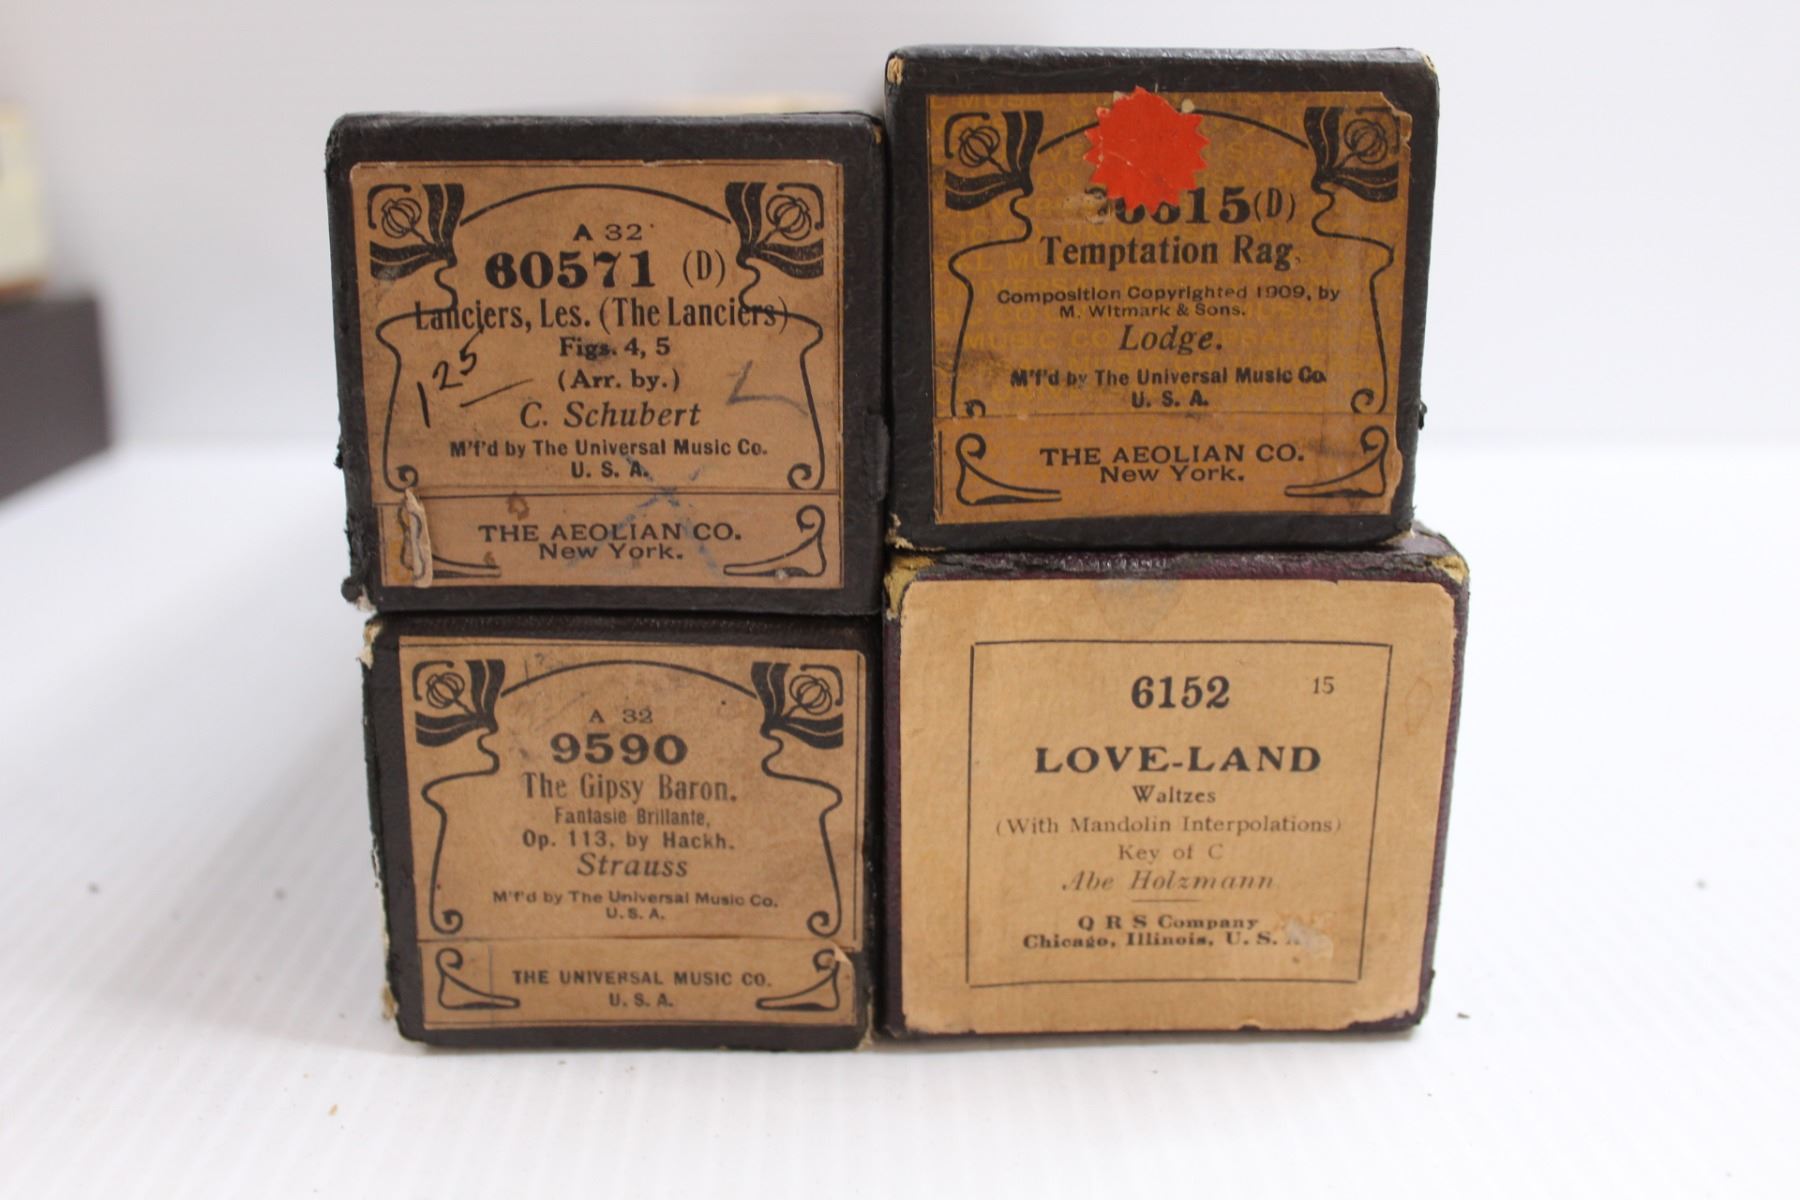 A 32
60571 (D)
Lanciers, Les. (The Lanciers)
Figs. 4, 5
(Arr. by.)
C. Schubert
M'f'd by The Universal Music Co.
U. S. A.
THE AEOLIAN CO.
New York.
125
(D)
Temptation Rag.
Composition Copyrighted 1909, by
M. Witmark & Sons.
Lodge.
M'f'd by The Universal Music Co.
U. S. A.
THE AEOLIAN CO.
New York.
A 32
9590
The Gipsy Baron.
Fantasie Brillante,
Op. 113, by Hackh.
Strauss
M'f'd by The Universal Music Co.
U. S. A.
THE UNIVERSAL MUSIC CO.
U. S. A.
6152 15
LOVE-LAND
Waltzes
(With Mandolin Interpolations)
Key of C
Abe Holzmann
Q R S Company
Chicago, Illinois, U. S. A.